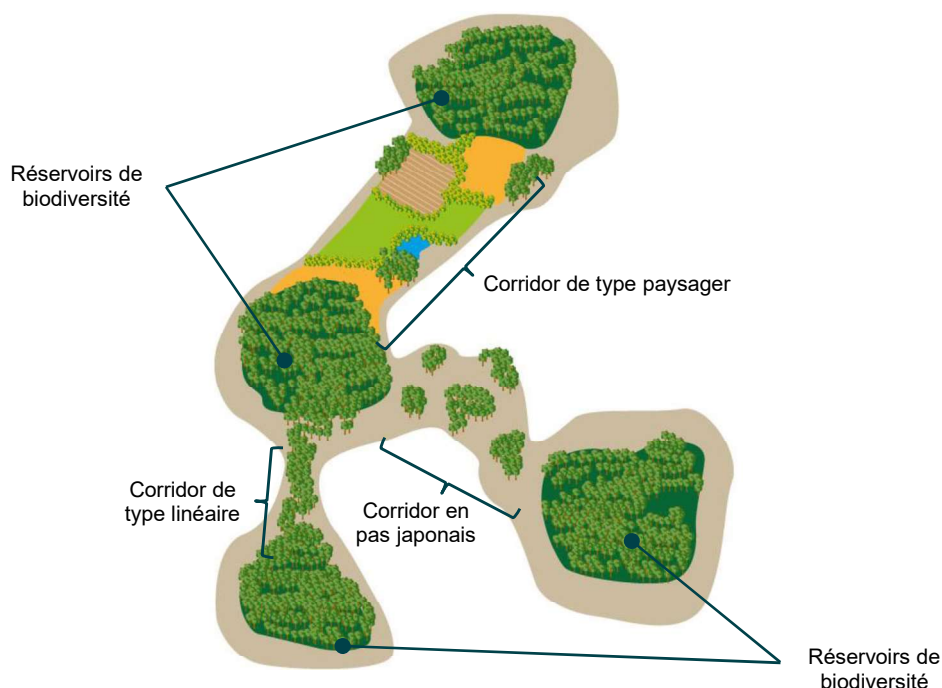 Réservoirs de
biodiversité
Corridor de type paysager
Corridor de
type linéaire
Corridor en
pas japonais
Réservoirs de
biodiversité